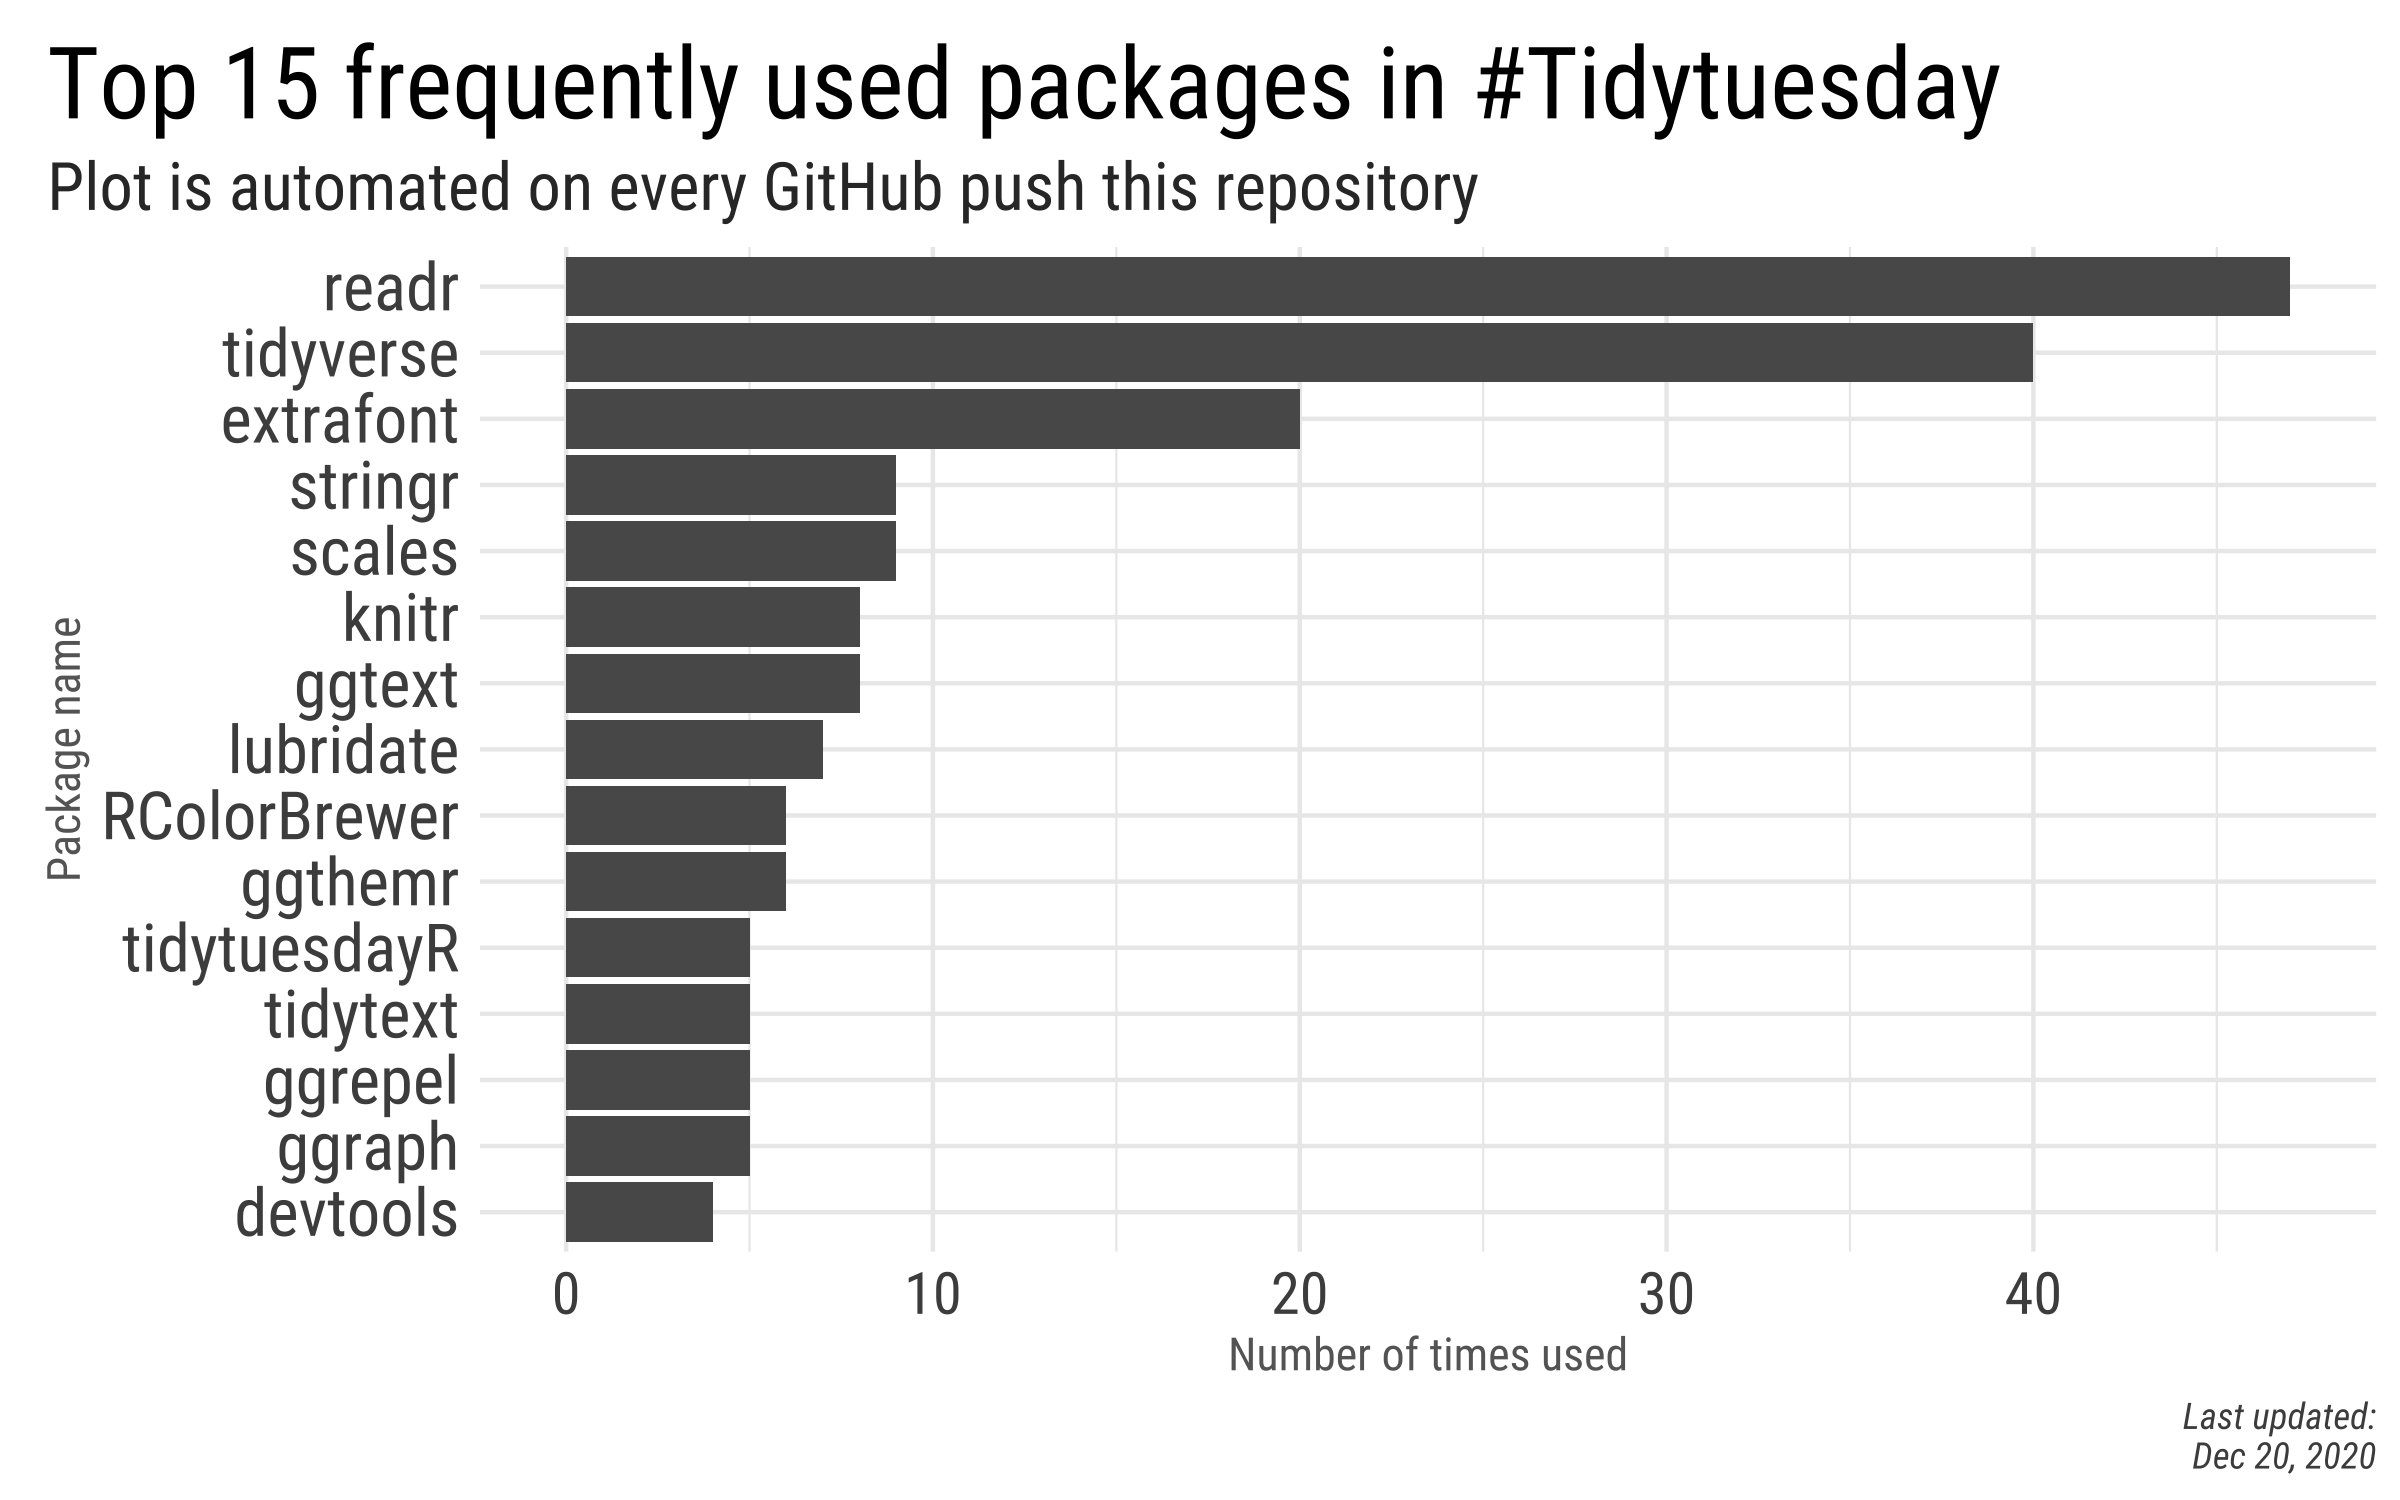 Top 15 frequently used packages in #Tidytuesday
Plot is automated on every GitHub push this repository
Package name
readr
tidyverse
extrafont
stringr
scales
knitr
ggtext
lubridate
RColorBrewer
ggthemr
tidytuesdayR
tidytext
ggrepel
ggraph
devtools
0 10 20 30 40
Number of times used
Last updated:
Dec 20, 2020